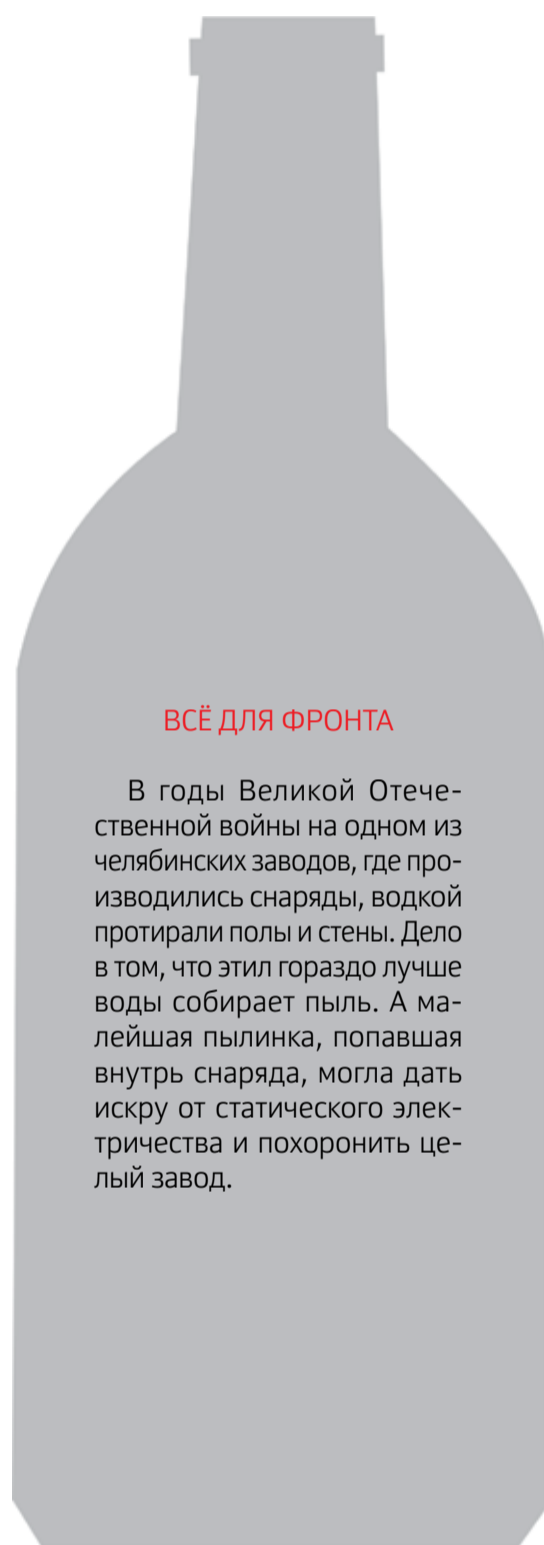 ВСЁ ДЛЯ ФРОНТА
В годы Великой Отече-
ственной войны на одном из
челябинских заводов, где про-
изводились снаряды, водкой
протирали полы и стены. Дело
в том, что этил гораздо лучше
воды собирает пыль. А ма-
лейшая пылинка, попавшая
внутрь снаряда, могла дать
искру от статического элек-
тричества и похоронить це-
лый завод.